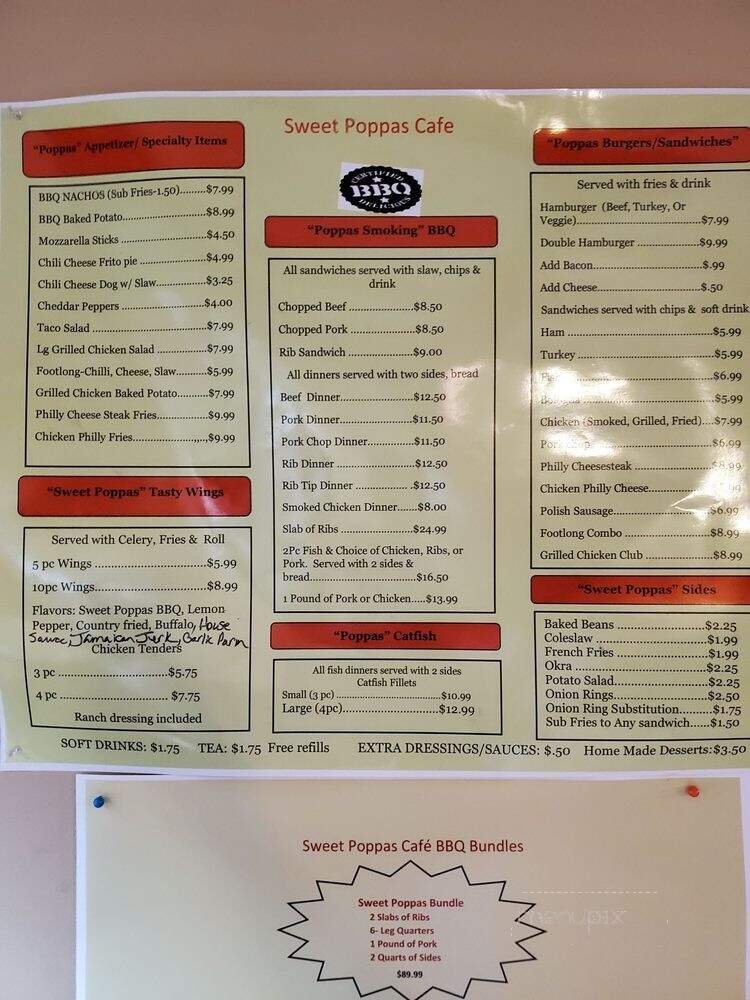 Sweet Poppas Cafe
CERTIFIED
BBQ
DELICIOUS
"Poppas" Appetizer/ Specialty Items
BBQ NACHOS (Sub Fries-1.50)........$7.99
BBQ Baked Potato........$8.99
Mozzarella Sticks ........$4.50
Chili Cheese Frito pie ........$4.99
Chili Cheese Dog w/ Slaw........$3.25
Cheddar Peppers ........$4.00
Taco Salad ........$7.99
Lg Grilled Chicken Salad ........$7.99
Footlong-Chilli, Cheese, Slaw........$5.99
Grilled Chicken Baked Potato........$7.99
Philly Cheese Steak Fries........$9.99
Chicken Philly Fries........$9.99
"Sweet Poppas" Tasty Wings
Served with Celery, Fries & Roll
5 pc Wings ........$5.99
10pc Wings........$8.99
Flavors: Sweet Poppas BBQ, Lemon
Pepper, Country fried, Buffalo, House
Sauce, Jamaican Jerk, Garlic Parm
Chicken Tenders
3 pc ........$5.75
4 pc ........ $7.75
Ranch dressing included
"Poppas Smoking" BBQ
All sandwiches served with slaw, chips &
drink
Chopped Beef ........$8.50
Chopped Pork ........$8.50
Rib Sandwich ........$9.00
All dinners served with two sides, bread
Beef Dinner........$12.50
Pork Dinner........$11.50
Pork Chop Dinner........$11.50
Rib Dinner ........$12.50
Rib Tip Dinner ........$12.50
Smoked Chicken Dinner.......$8.00
Slab of Ribs ........$24.99
2Pc Fish & Choice of Chicken, Ribs, or
Pork. Served with 2 sides &
bread........$16.50
1 Pound of Pork or Chicken.....$13.99
"Poppas" Catfish
All fish dinners served with 2 sides
Catfish Fillets
Small (3 pc) ........$10.99
Large (4pc)........$12.99
"Poppas Burgers/Sandwiches"
Served with fries & drink
Hamburger (Beef, Turkey, Or
Veggie)........$7.99
Double Hamburger ........$9.99
Add Bacon........$.99
Add Cheese........$.50
Sandwiches served with chips & soft drink
Ham ........$5.99
Turkey ........$5.99
........$6.99
Bologna ........$5.99
Chicken (Smoked, Grilled, Fried)....$7.99
Pork Chop ........$6.99
Philly Cheesesteak ........$8.99
Chicken Philly Cheese........
Polish Sausage........$6.99
Footlong Combo ........$8.99
Grilled Chicken Club ........$8.99
"Sweet Poppas" Sides
Baked Beans ........$2.25
Coleslaw ........$1.99
French Fries ........$1.99
Okra ........$2.25
Potato Salad........$2.25
Onion Rings........$2.50
Onion Ring Substitution........$1.75
Sub Fries to Any sandwich......$1.50
SOFT DRINKS: $1.75 TEA: $1.75 Free refills EXTRA DRESSINGS/SAUCES: $.50 Home Made Desserts:$3.50
Sweet Poppas Café BBQ Bundles
Sweet Poppas Bundle
2 Slabs of Ribs
6- Leg Quarters
1 Pound of Pork
2 Quarts of Sides
$89.99
menupix